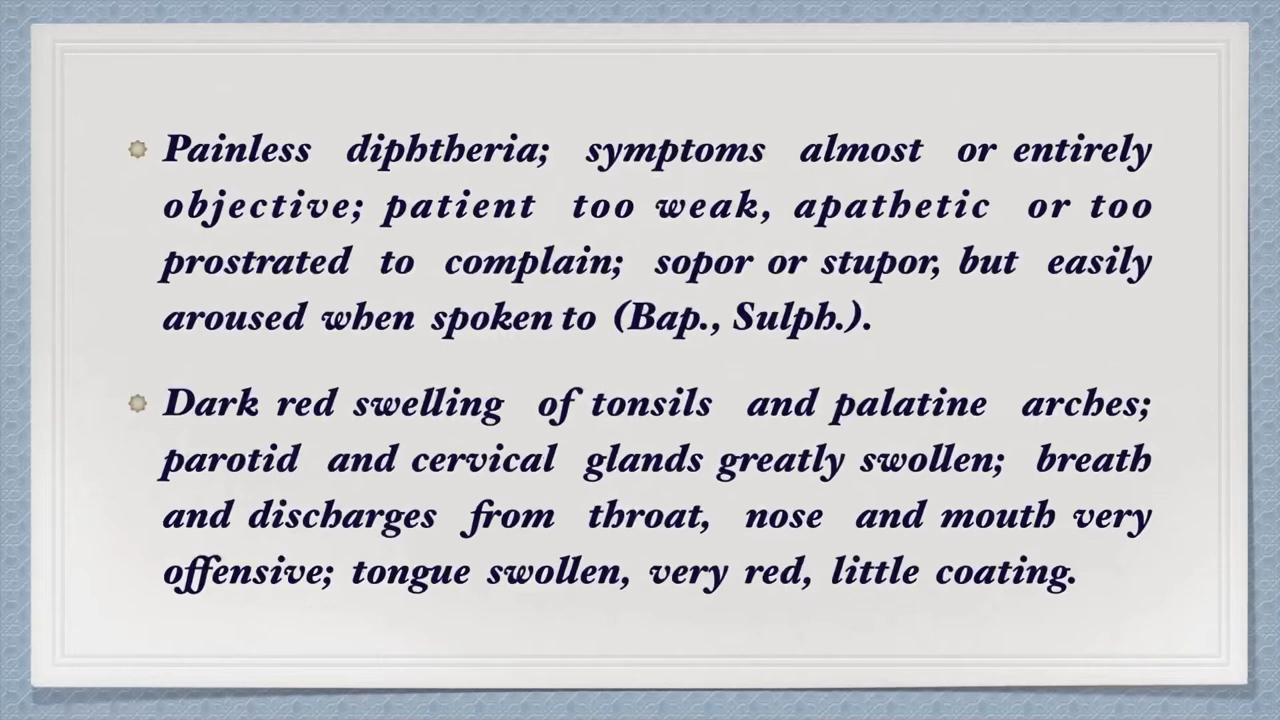 Painless diphtheria; symptoms almost or entirely
objective; patient too weak, apathetic or too
prostrated to complain; sopor or stupor, but easily
aroused when spoken to (Bap., Sulph.).
Dark red swelling of tonsils and palatine arches;
parotid and cervical glands greatly swollen; breath
and discharges from throat, nose and mouth very
offensive; tongue swollen, very red, little coating.